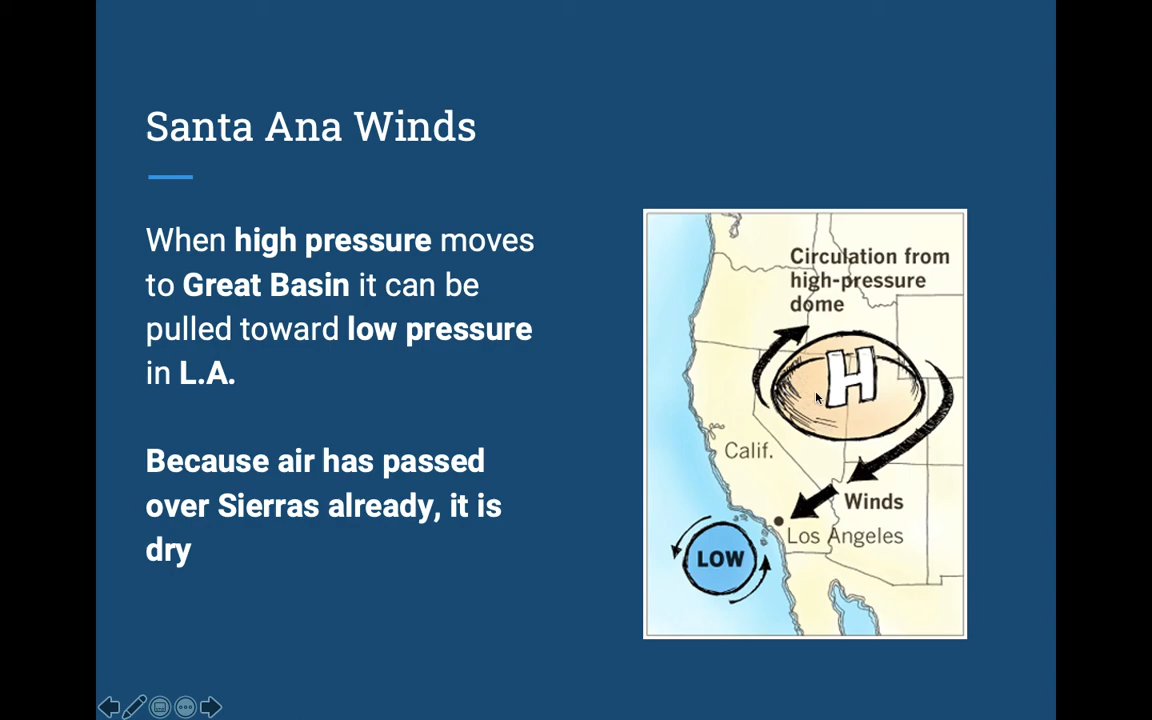 Santa Ana Winds
When high pressure moves
to Great Basin it can be
pulled toward low pressure
in L.A.
Because air has passed
over Sierras already, it is
dry
Circulation from
high-pressure
dome
H
Calif.
Winds
Los Angeles
LOW